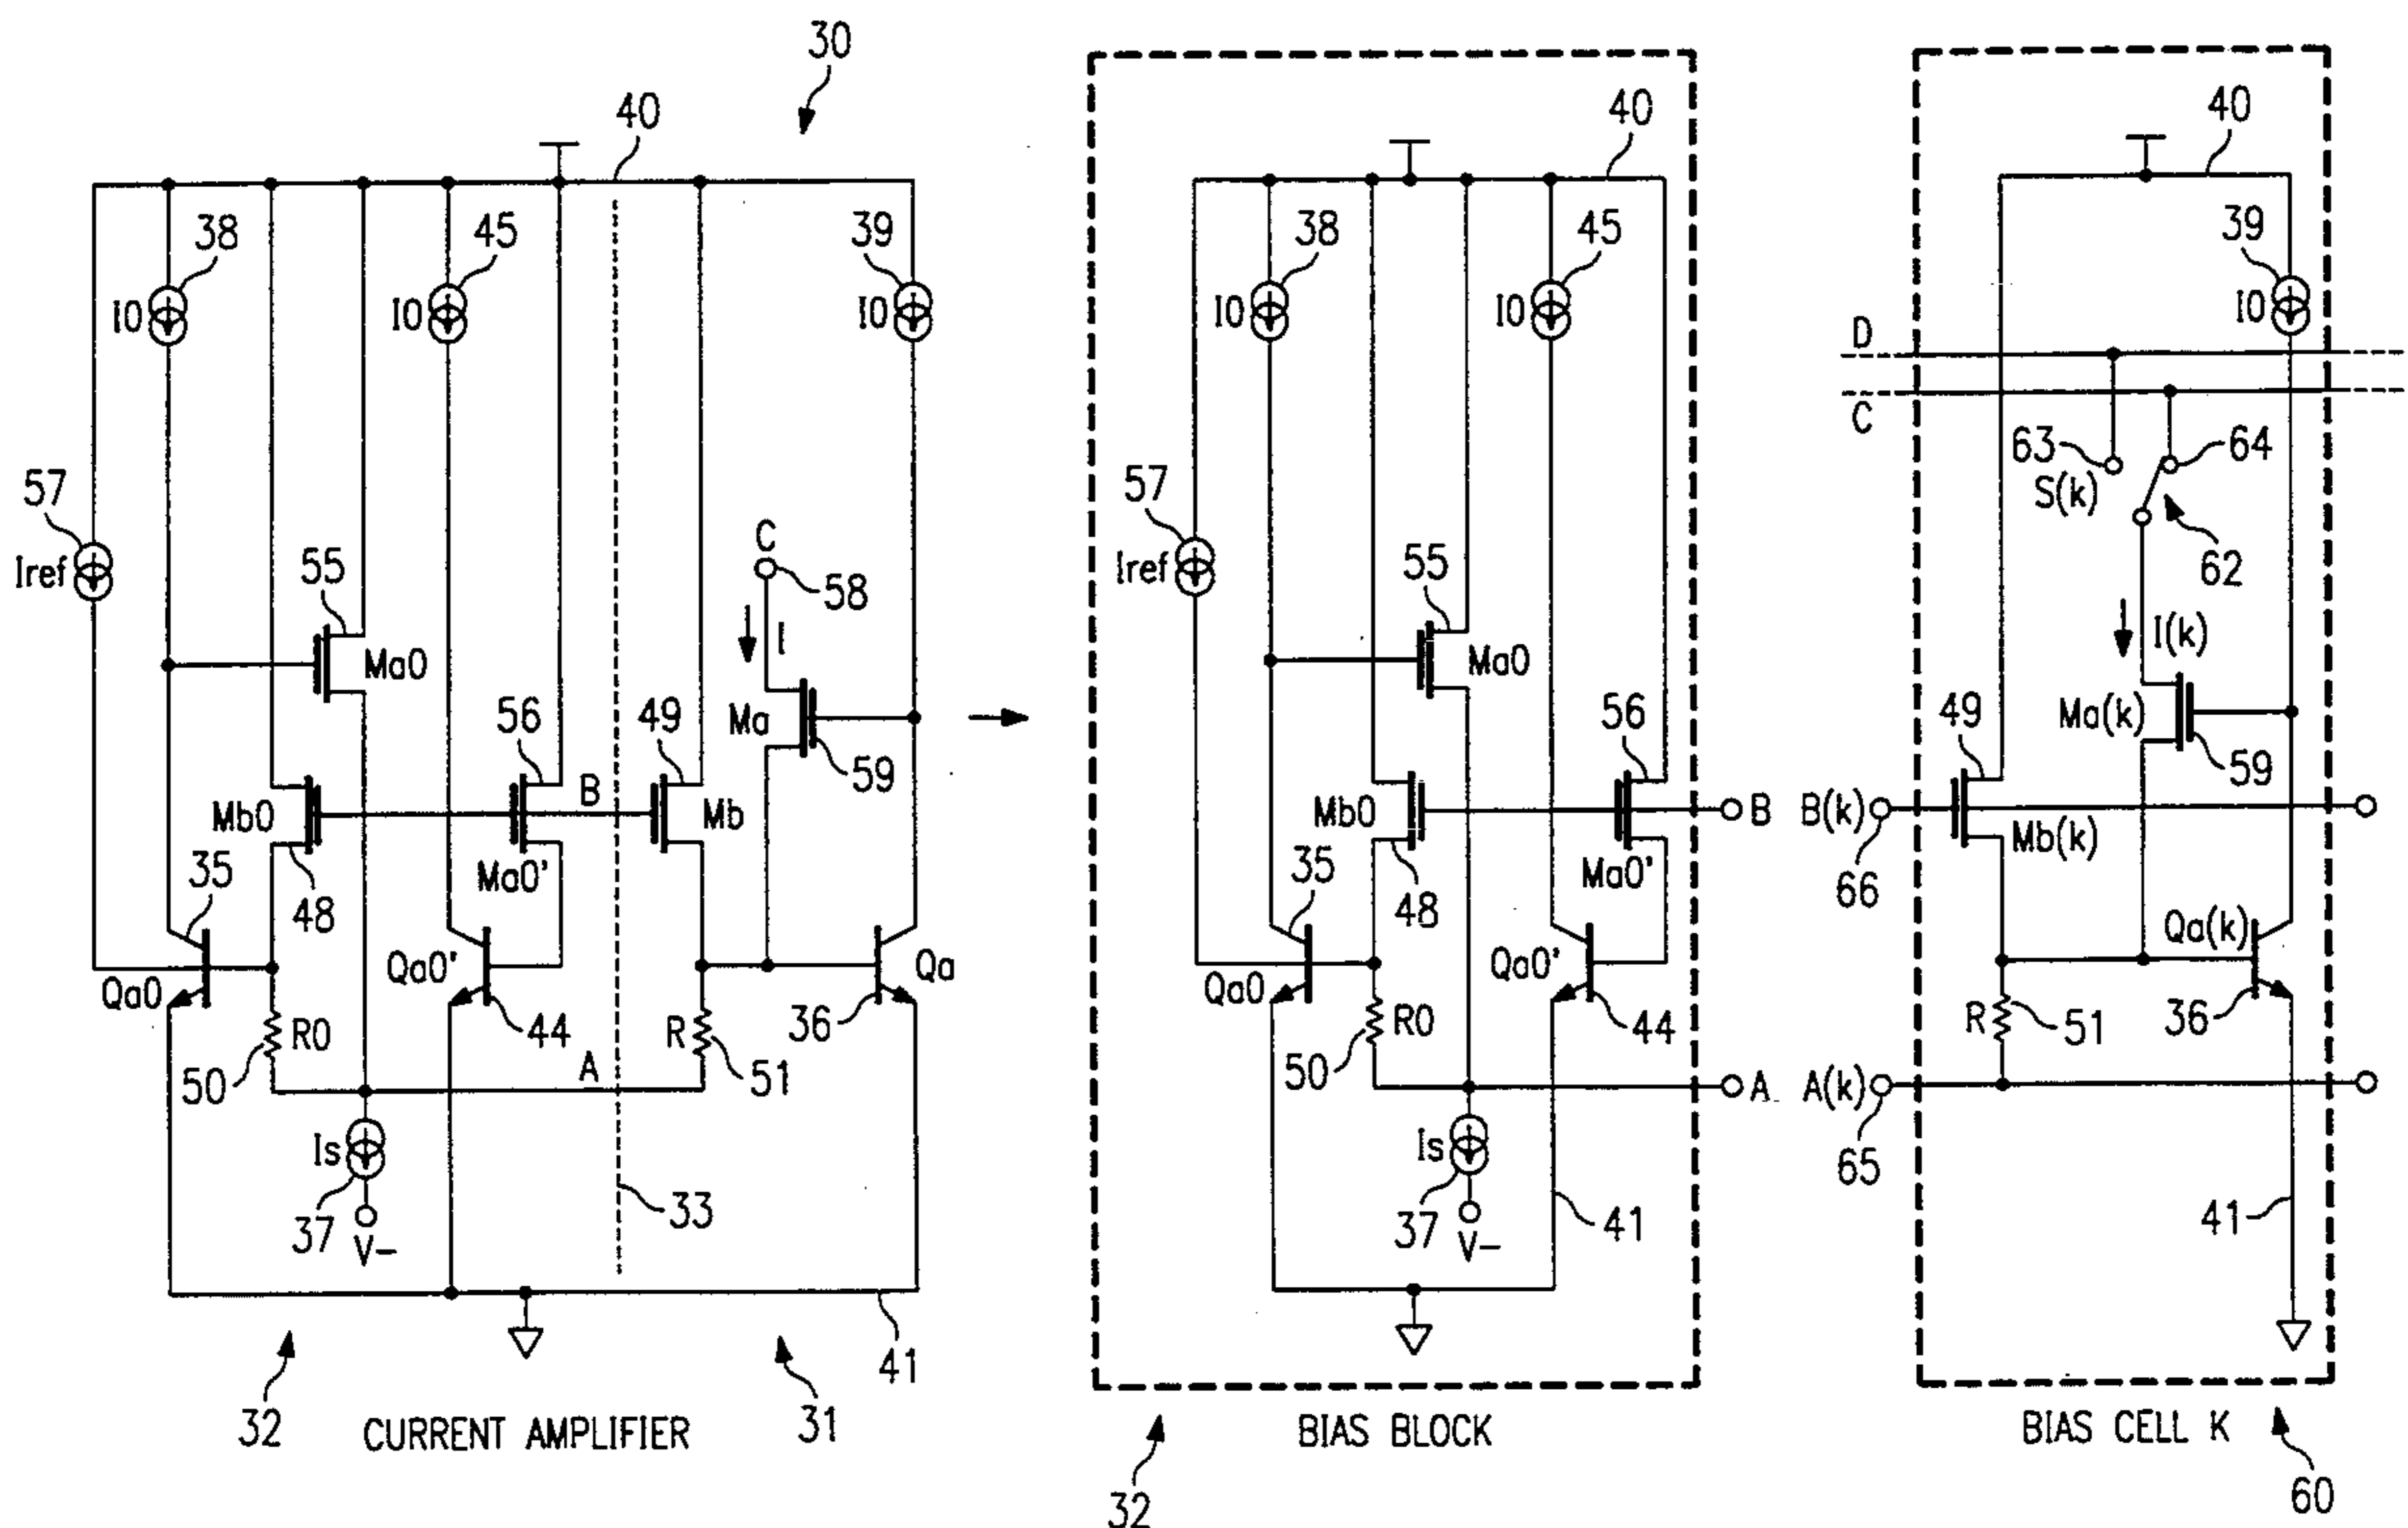 30
40
38
45
39
I0
I0
I0
57
Iref
55
Ma0
C
58
I
56
49
Ma
B
59
Mb0
Mb
Ma0'
35
48
Qa0
Qa0'
Qa
R0
44
R
36
50
A
51
Is
37
V-
33
41
32
31
CURRENT AMPLIFIER
40
38
45
I0
I0
57
Iref
55
Ma0
56
Mb0
B
35
48
Ma0'
Qa0
Qa0'
R0
44
50
A
Is
37
V-
41
BIAS BLOCK
32
40
39
I0
D
C
63
64
S(k)
62
I(k)
49
Ma(k)
59
B(k)
66
Mb(k)
Qa(k)
R
51
36
A(k)
65
41
BIAS CELL K
60